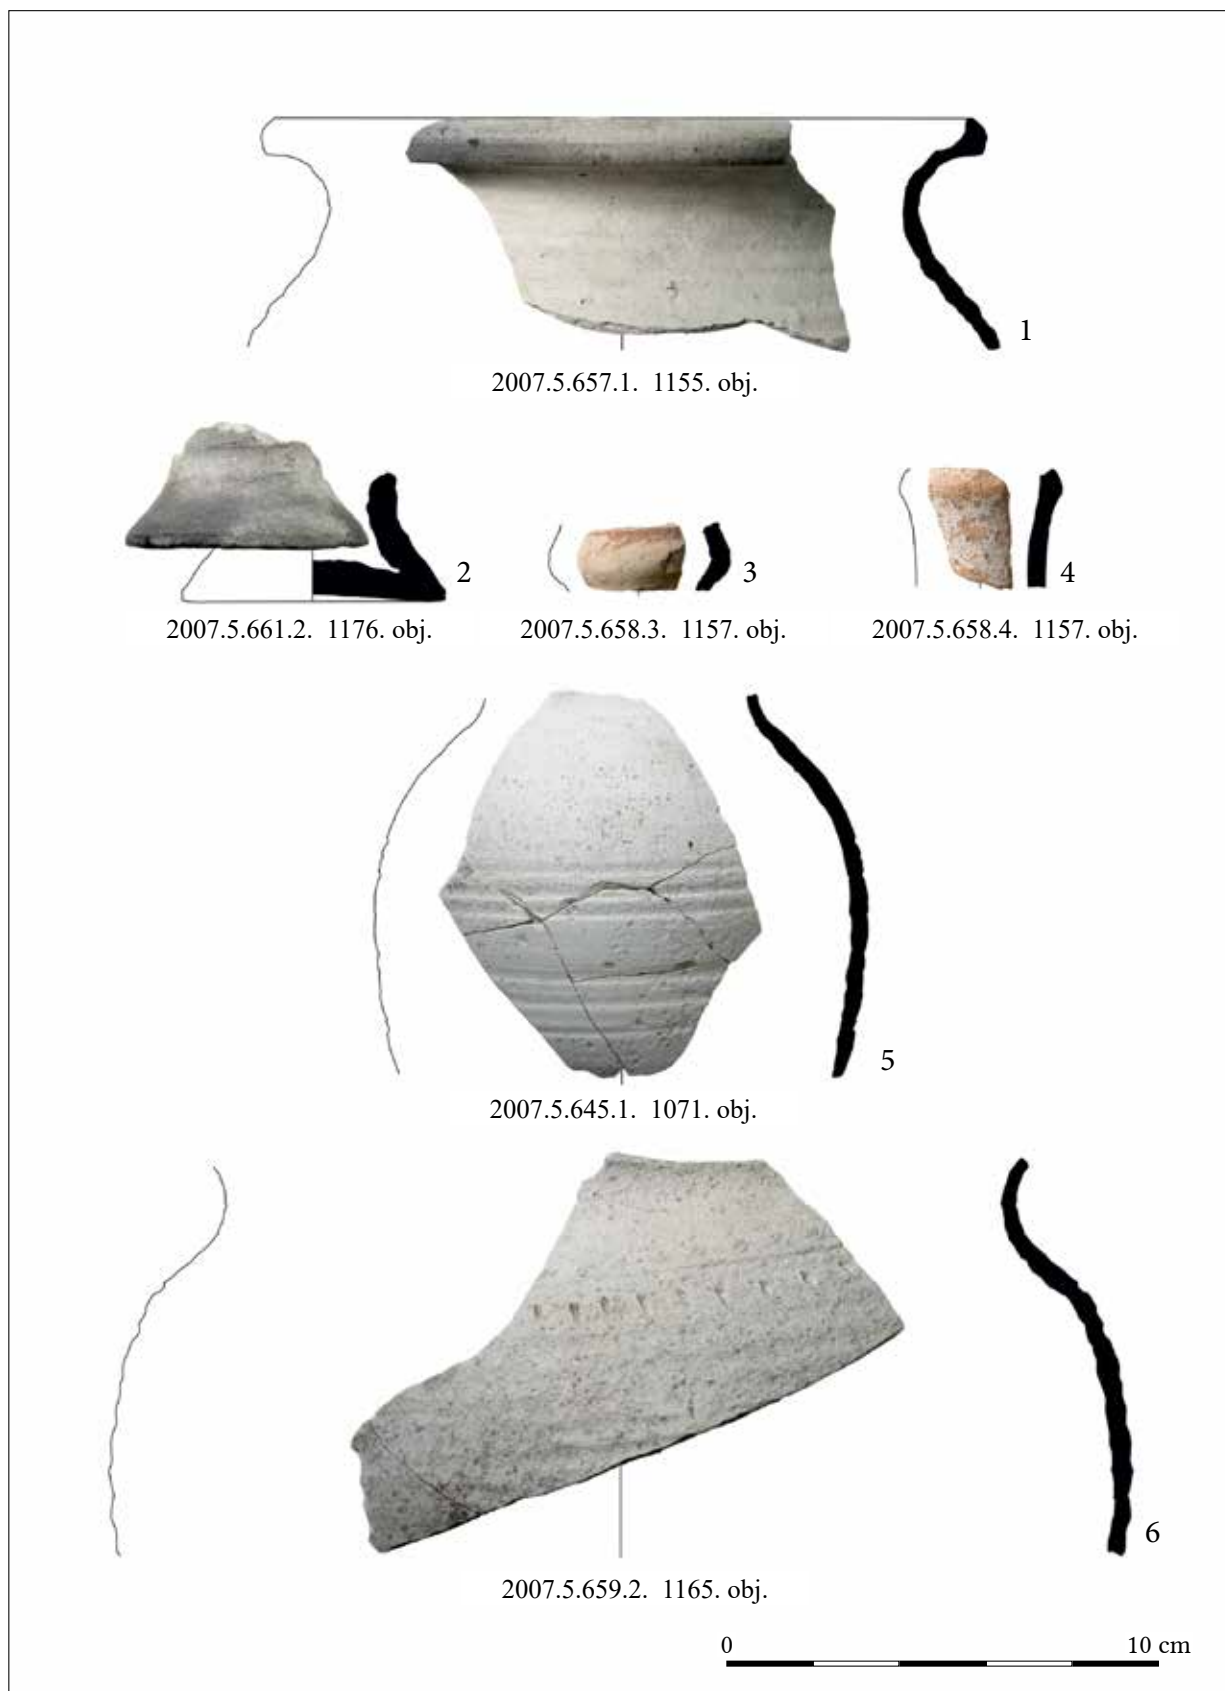 1
2007.5.657.1. 1155. obj.
2
3
4
2007.5.661.2. 1176. obj.
2007.5.658.3. 1157. obj.
2007.5.658.4. 1157. obj.
5
2007.5.645.1. 1071. obj.
6
2007.5.659.2. 1165. obj.
0 10 cm